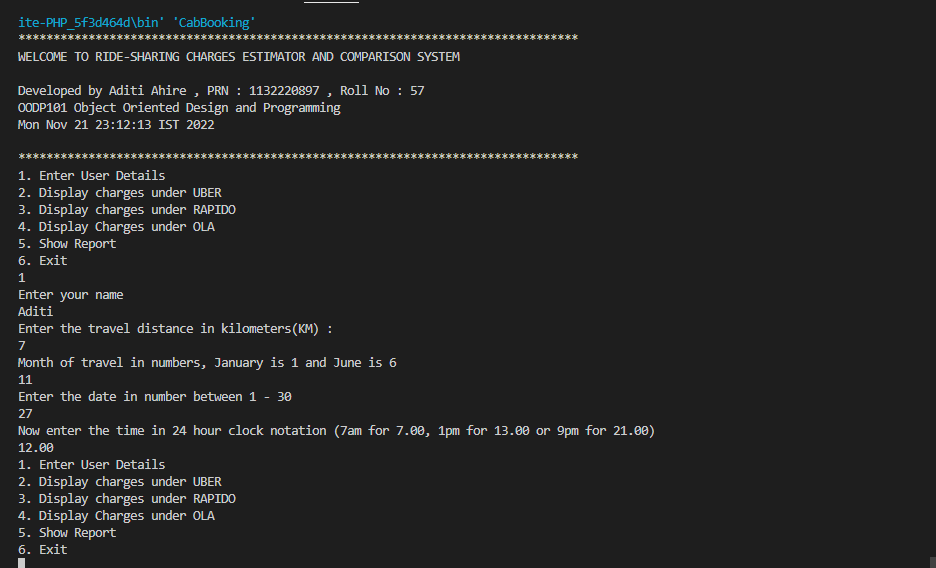 ite-PHP_5f3d464d\bin' 'CabBooking'
********************************************************************************
WELCOME TO RIDE-SHARING CHARGES ESTIMATOR AND COMPARISON SYSTEM
Developed by Aditi Ahire , PRN : 1132220897 , Roll No : 57
OODP101 Object Oriented Design and Programming
Mon Nov 21 23:12:13 IST 2022
********************************************************************************
1. Enter User Details
2. Display charges under UBER
3. Display charges under RAPIDO
4. Display Charges under OLA
5. Show Report
6. Exit
1
Enter your name
Aditi
Enter the travel distance in kilometers(KM) :
7
Month of travel in numbers, January is 1 and June is 6
11
Enter the date in number between 1 - 30
27
Now enter the time in 24 hour clock notation (7am for 7.00, 1pm for 13.00 or 9pm for 21.00)
12.00
1. Enter User Details
2. Display charges under UBER
3. Display charges under RAPIDO
4. Display Charges under OLA
5. Show Report
6. Exit